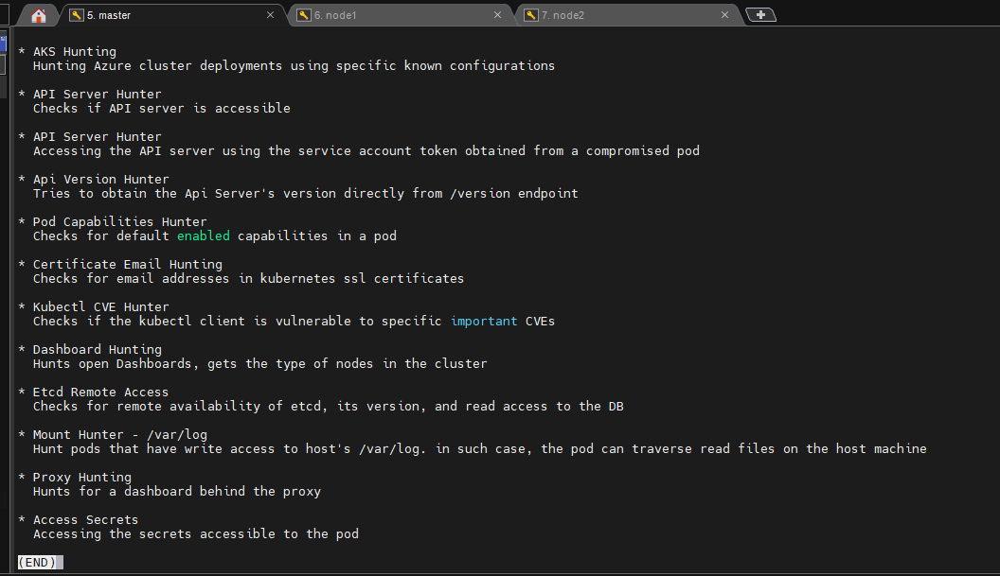 5. master
6. node1
7. node2
* AKS Hunting
Hunting Azure cluster deployments using specific known configurations
* API Server Hunter
Checks if API server is accessible
* API Server Hunter
Accessing the API server using the service account token obtained from a compromised pod
* Api Version Hunter
Tries to obtain the Api Server's version directly from /version endpoint
* Pod Capabilities Hunter
Checks for default enabled capabilities in a pod
* Certificate Email Hunting
Checks for email addresses in kubernetes ssl certificates
* Kubectl CVE Hunter
Checks if the kubectl client is vulnerable to specific important CVEs
* Dashboard Hunting
Hunts open Dashboards, gets the type of nodes in the cluster
* Etcd Remote Access
Checks for remote availability of etcd, its version, and read access to the DB
* Mount Hunter - /var/log
Hunt pods that have write access to host's /var/log. in such case, the pod can traverse read files on the host machine
* Proxy Hunting
Hunts for a dashboard behind the proxy
* Access Secrets
Accessing the secrets accessible to the pod
(END)